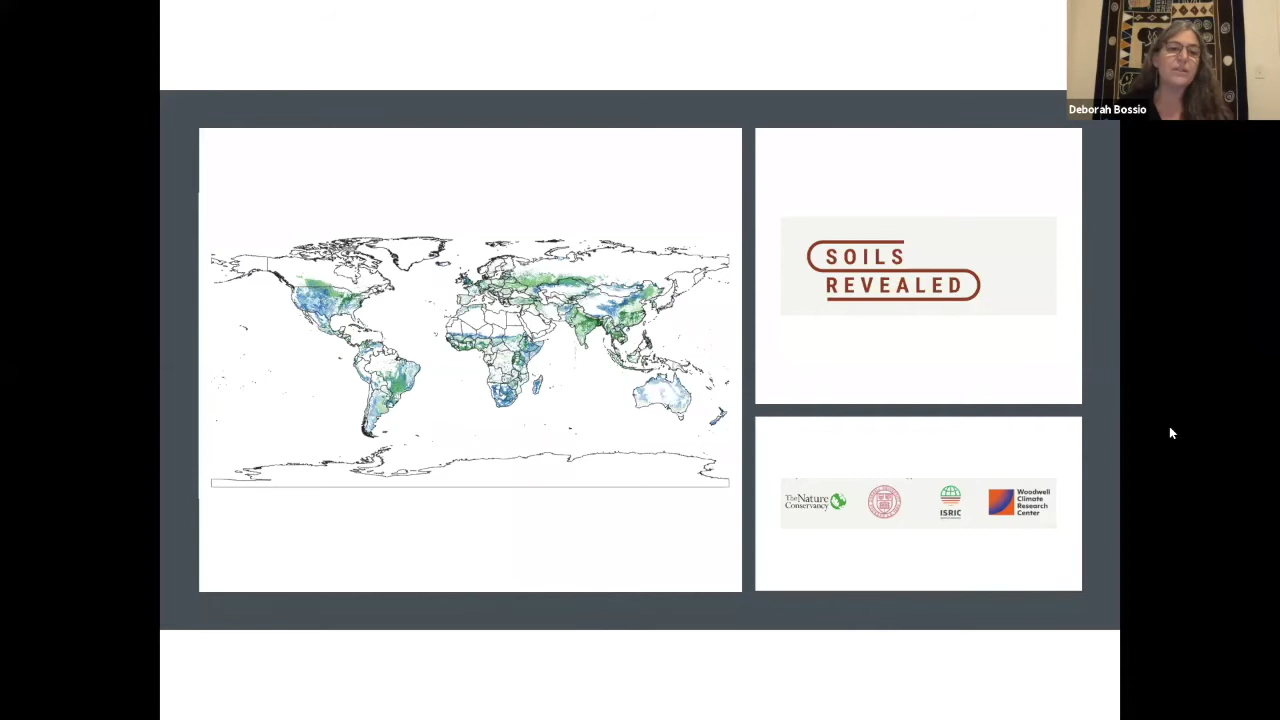 Deborah Bossio
SOILS
REVEALED
The Nature
Conservancy
ISRIC
Woodwell
Climate
Research
Center